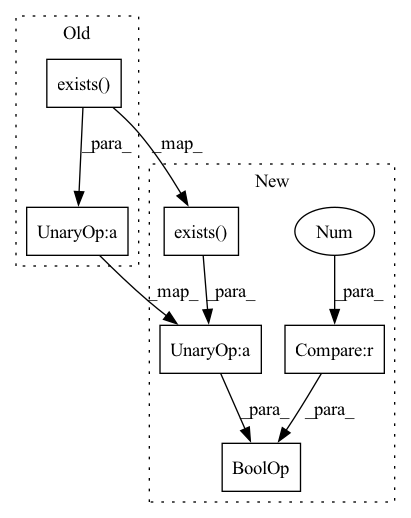 Old
exists()
_para_
_map_
New
UnaryOp:a
exists()
Num
_map_
_para_
_para_
UnaryOp:a
Compare:r
_para_
_para_
BoolOp